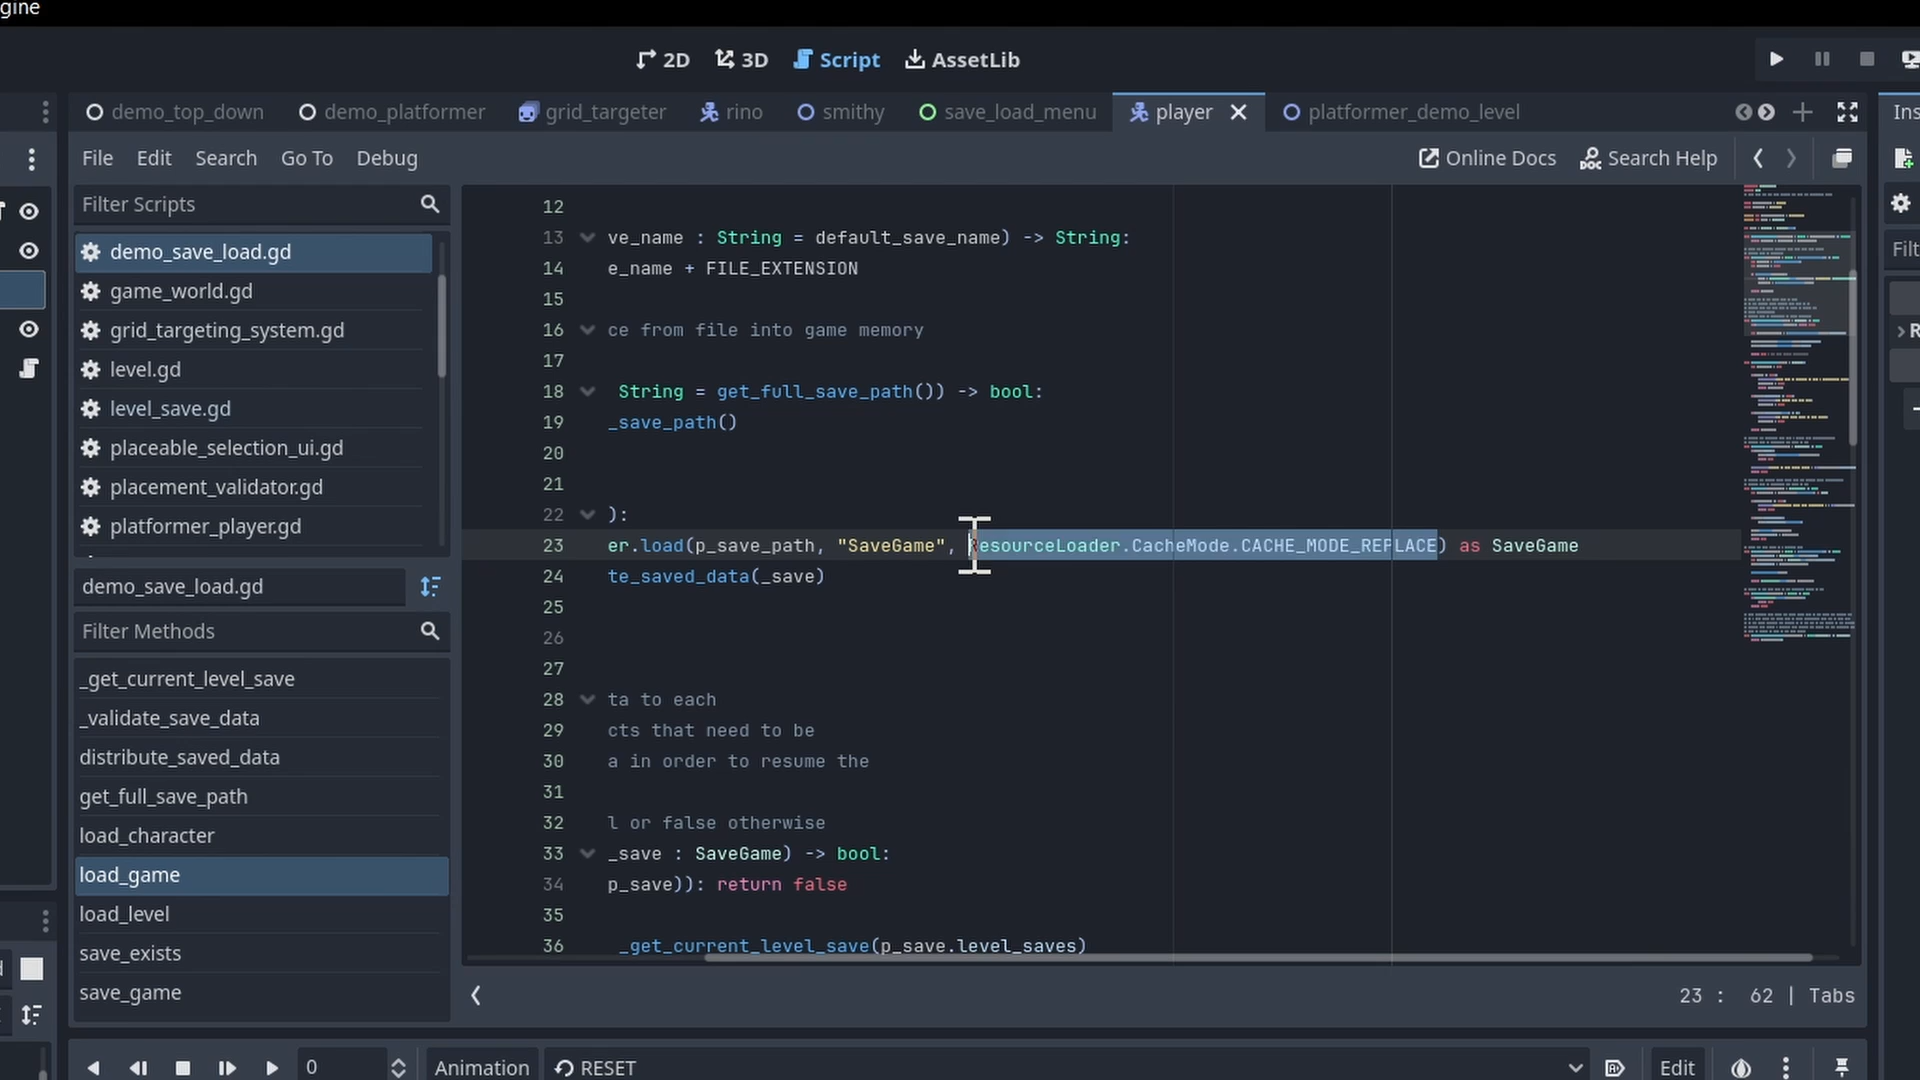 gine
2D 3D Script AssetLib
demo_top_down demo_platformer grid_targeter rino smithy save_load_menu player platformer_demo_level Ins
File Edit Search Go To Debug Online Docs Search Help
Filter Scripts
demo_save_load.gd
game_world.gd
grid_targeting_system.gd
level.gd
level_save.gd
placeable_selection_ui.gd
placement_validator.gd
platformer_player.gd
demo_save_load.gd
Filter Methods
_get_current_level_save
_validate_save_data
distribute_saved_data
get_full_save_path
load_character
load_game
load_level
save_exists
save_game
12
13 ve_name : String = default_save_name) -> String:
14 e_name + FILE_EXTENSION
15
16 ce from file into game memory
17
18 String = get_full_save_path()) -> bool:
19 _save_path()
20
21
22 ):
23 er.load(p_save_path, "SaveGame", ResourceLoader.CacheMode.CACHE_MODE_REPLACE) as SaveGame
24 te_saved_data(_save)
25
26
27
28 ta to each
29 cts that need to be
30 a in order to resume the
31
32 l or false otherwise
33 _save : SaveGame) -> bool:
34 p_save)): return false
35
36 _get_current_level_save(p_save.level_saves)
23 : 62 | Tabs
Filt
R
0 Animation RESET Edit